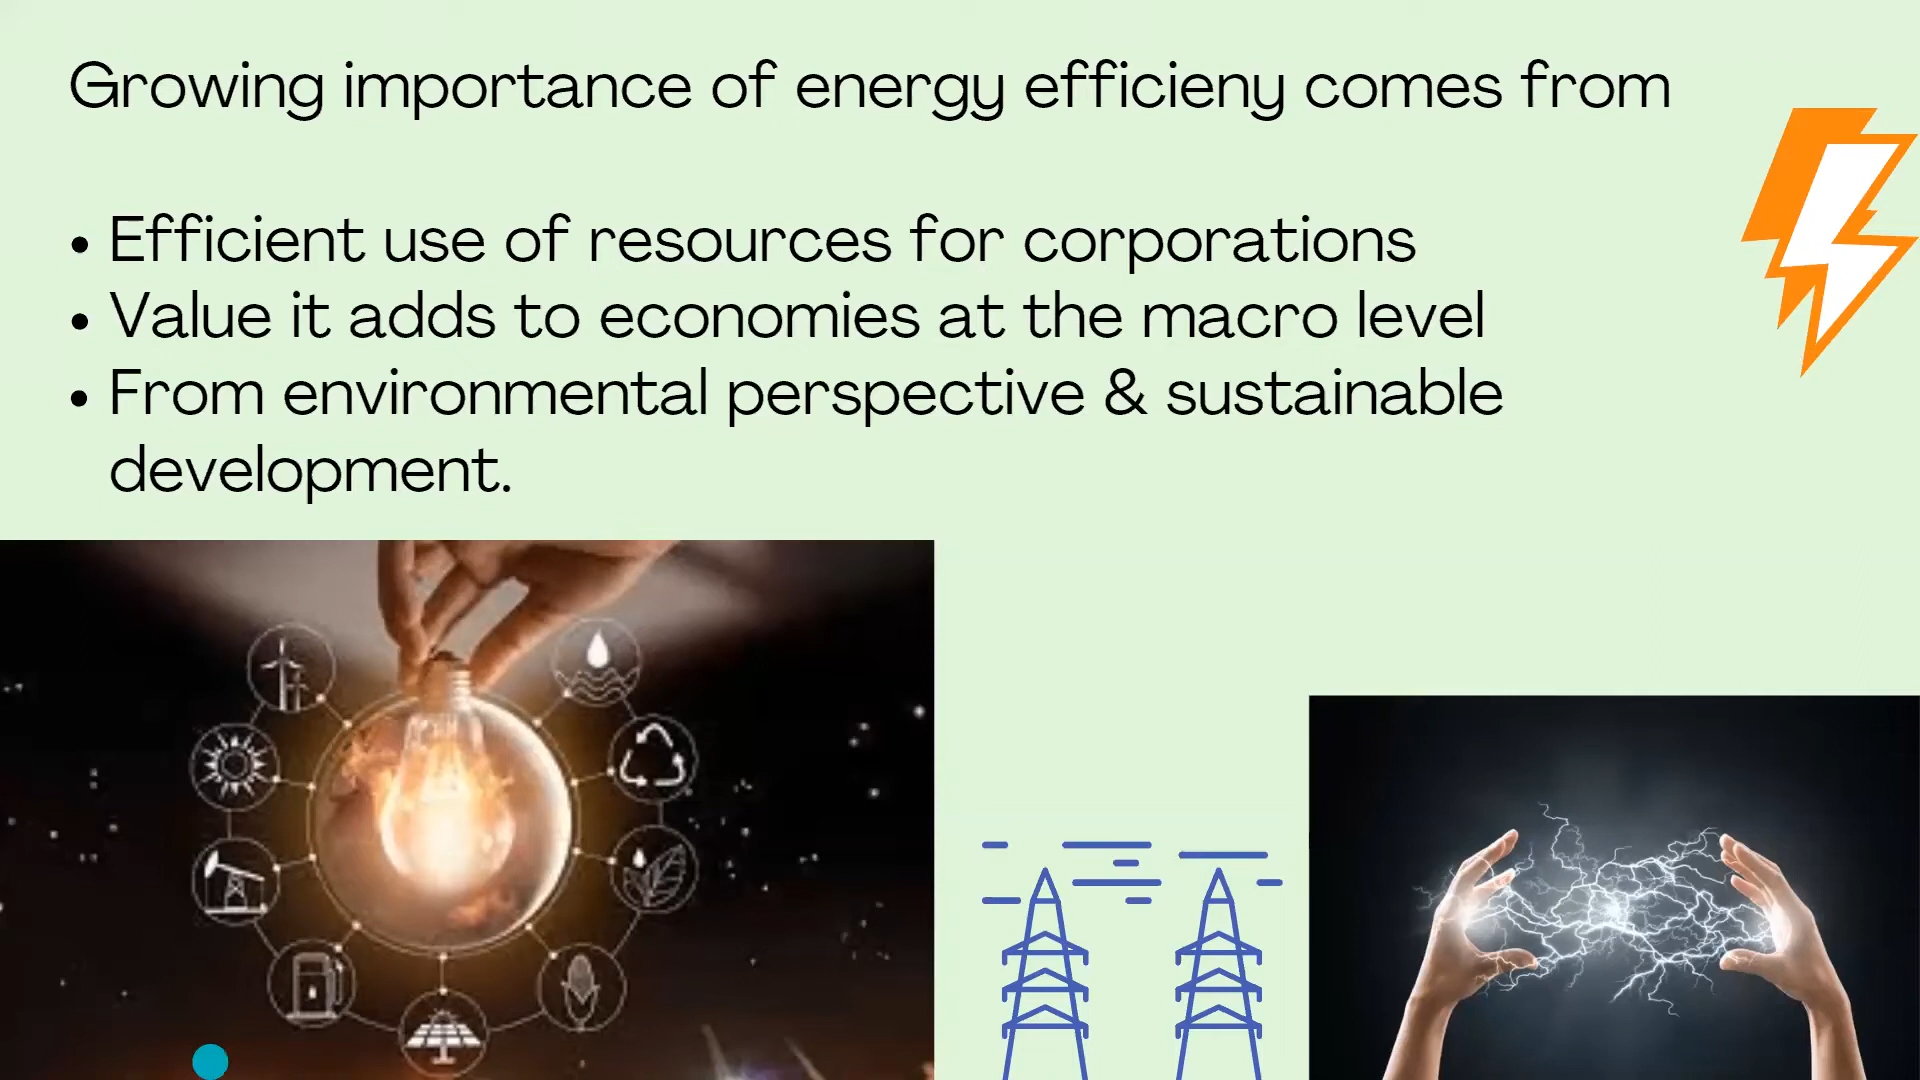 Growing importance of energy efficieny comes from
• Efficient use of resources for corporations
• Value it adds to economies at the macro level
• From environmental perspective & sustainable
development.